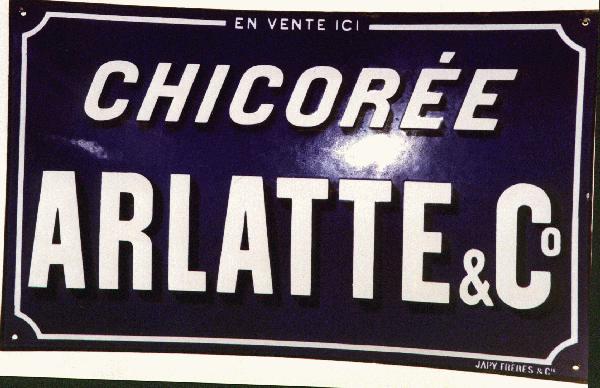 EN VENTE ICI
CHICORÉE
ARLATTE & Cº
JAPY FRÈRES & Cie